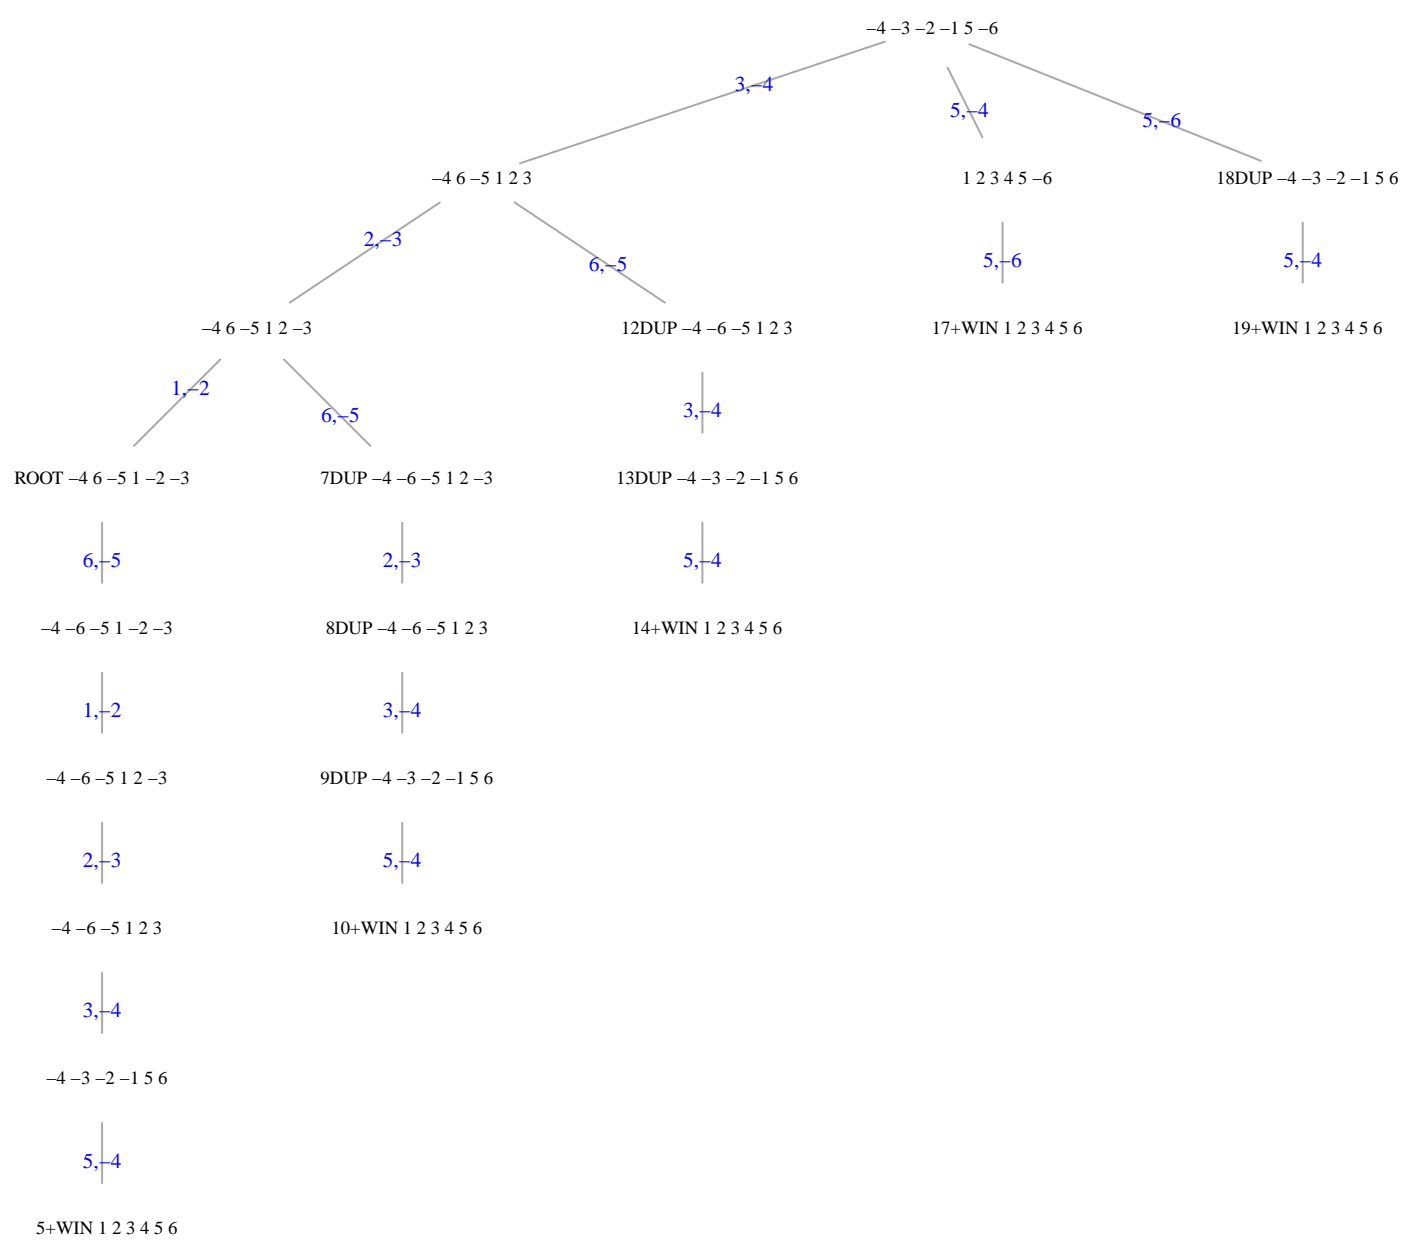 –4 –3 –2 –1 5 –6
3,–4
5,–4
5,–6
–4 6 –5 1 2 3
1 2 3 4 5 –6
18DUP –4 –3 –2 –1 5 6
2,–3
6,–5
5,–6
5,–4
–4 6 –5 1 2 –3
12DUP –4 –6 –5 1 2 3
17+WIN 1 2 3 4 5 6
19+WIN 1 2 3 4 5 6
1,–2
6,–5
3,–4
ROOT –4 6 –5 1 –2 –3
7DUP –4 –6 –5 1 2 –3
13DUP –4 –3 –2 –1 5 6
6,–5
2,–3
5,–4
–4 –6 –5 1 –2 –3
8DUP –4 –6 –5 1 2 3
14+WIN 1 2 3 4 5 6
1,–2
3,–4
–4 –6 –5 1 2 –3
9DUP –4 –3 –2 –1 5 6
2,–3
5,–4
–4 –6 –5 1 2 3
10+WIN 1 2 3 4 5 6
3,–4
–4 –3 –2 –1 5 6
5,–4
5+WIN 1 2 3 4 5 6